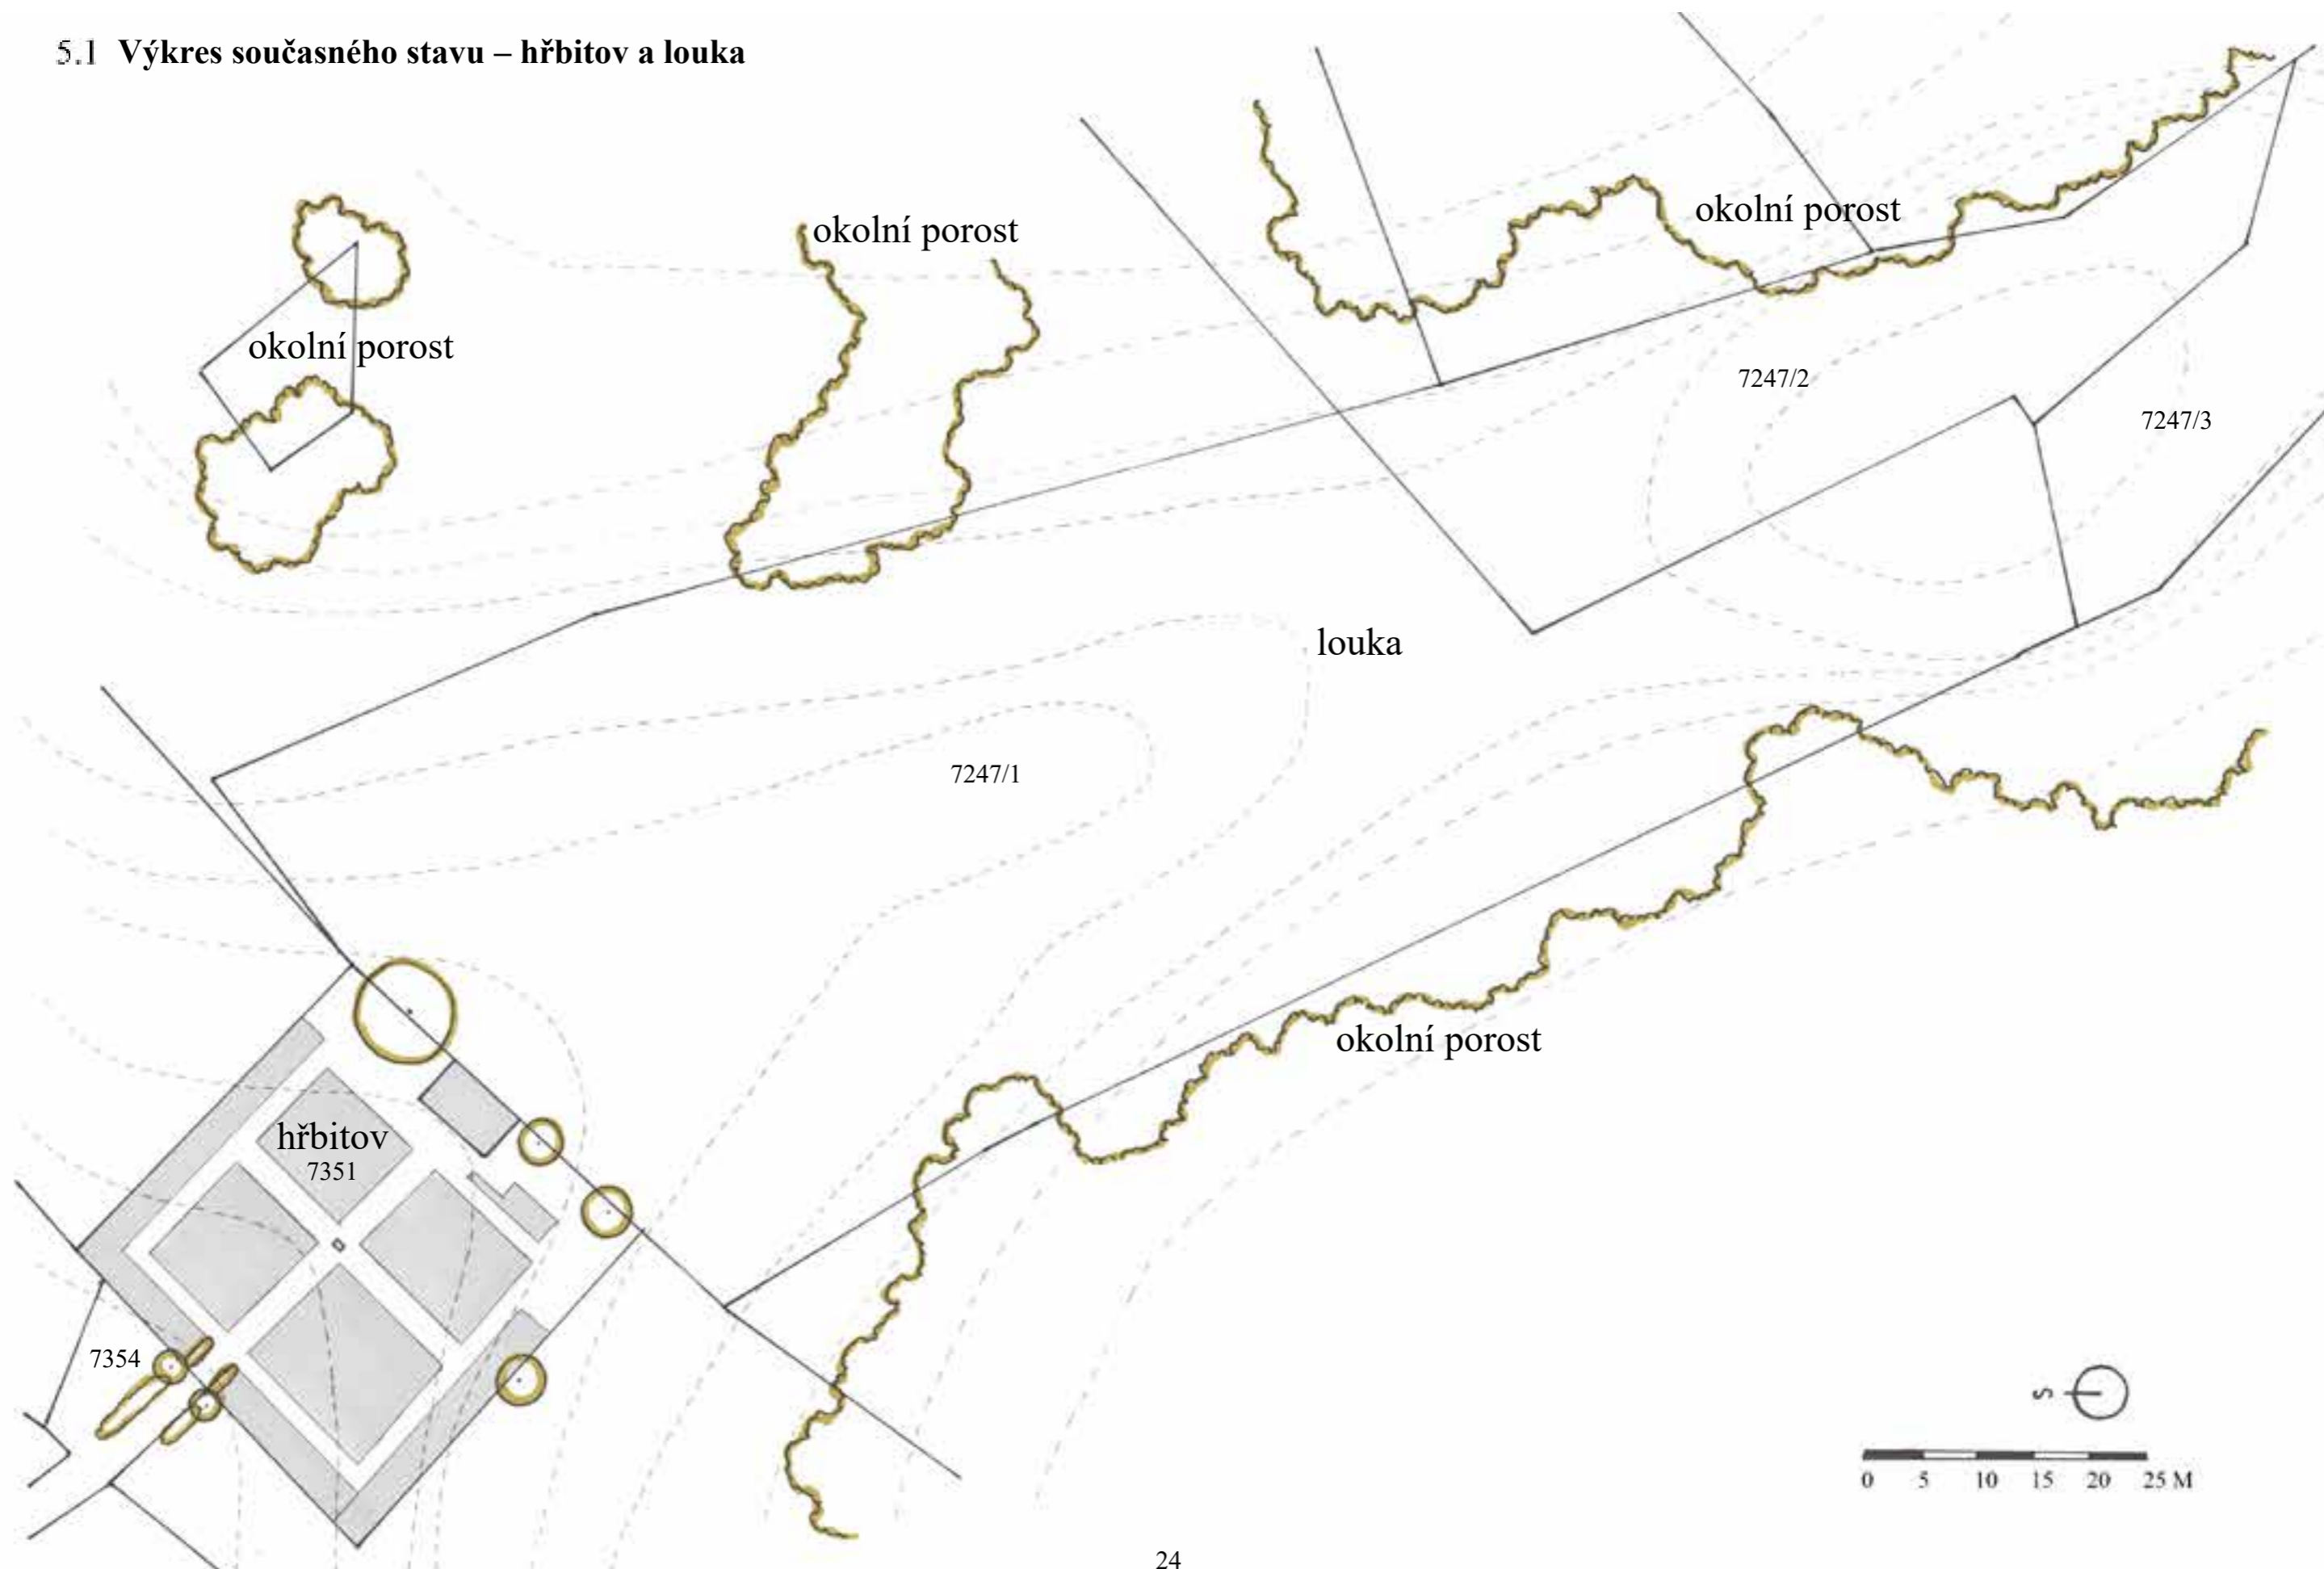 5.1 Výkres současného stavu – hřbitov a louka
okolní porost
okolní porost
okolní porost
7247/2
7247/3
louka
7247/1
okolní porost
hřbitov
7351
7354
S
0 5 10 15 20 25 M
24